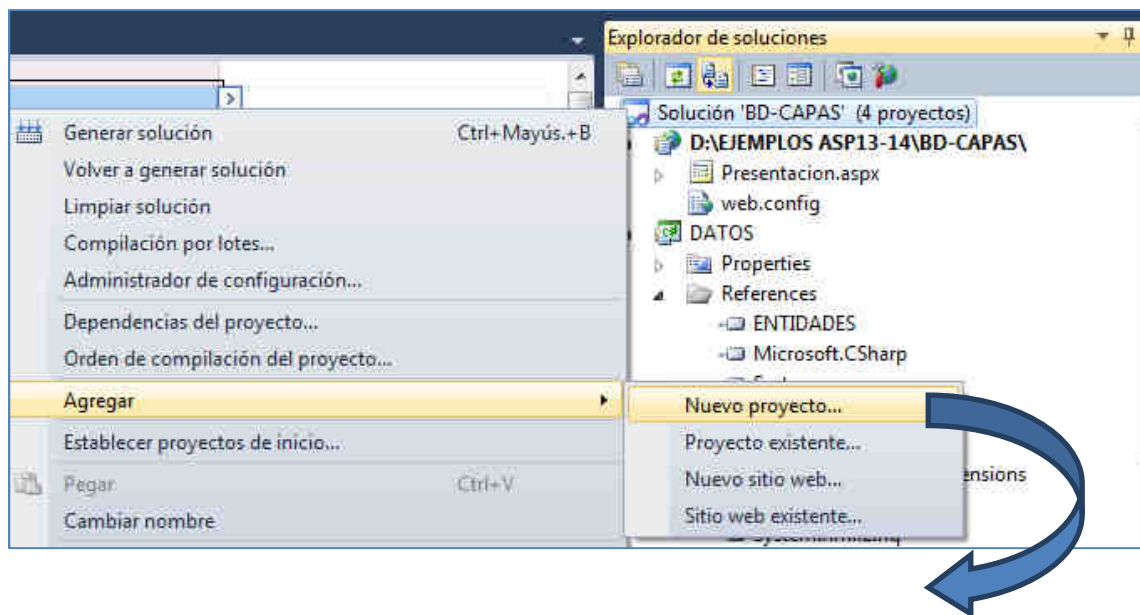 Explorador de soluciones
Solución 'BD-CAPAS' (4 proyectos)
D:\EJEMPLOS ASP13-14\BD-CAPAS\
Presentacion.aspx
web.config
DATOS
Properties
References
ENTIDADES
Microsoft.CSharp
ensions
Generar solución Ctrl+Mayús.+B
Volver a generar solución
Limpiar solución
Compilación por lotes...
Administrador de configuración...
Dependencias del proyecto...
Orden de compilación del proyecto...
Agregar
Establecer proyectos de inicio...
Pegar Ctrl+V
Cambiar nombre
Nuevo proyecto...
Proyecto existente...
Nuevo sitio web...
Sitio web existente...